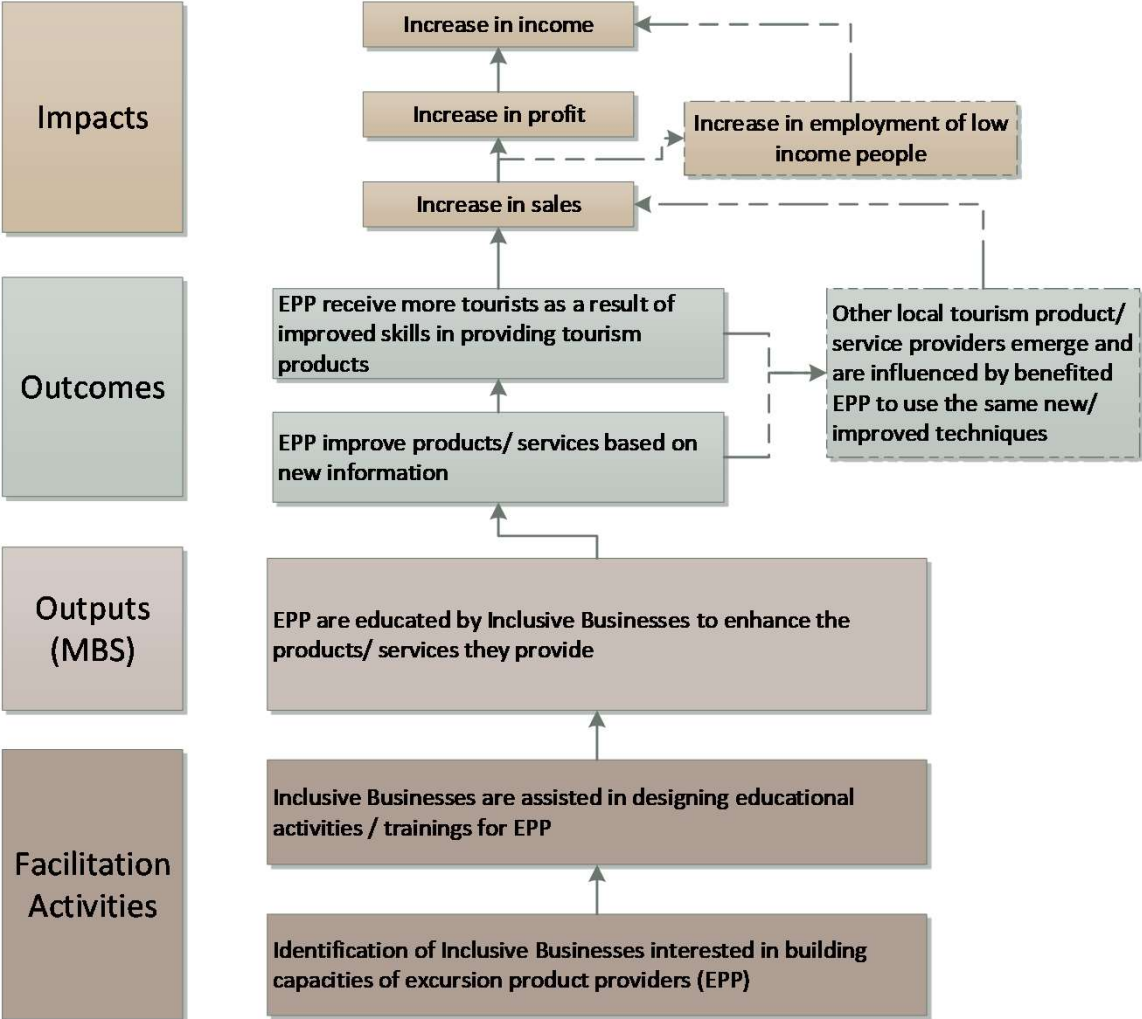 Impacts
Increase in income
Increase in profit
Increase in employment of low
income people
Increase in sales
Outcomes
EPP receive more tourists as a result of
improved skills in providing tourism
products
Other local tourism product/
service providers emerge and
are influenced by benefited
EPP to use the same new/
improved techniques
EPP improve products/ services based on
new information
Outputs
(MBS)
EPP are educated by Inclusive Businesses to enhance the
products/ services they provide
Facilitation
Activities
Inclusive Businesses are assisted in designing educational
activities / trainings for EPP
Identification of Inclusive Businesses interested in building
capacities of excursion product providers (EPP)